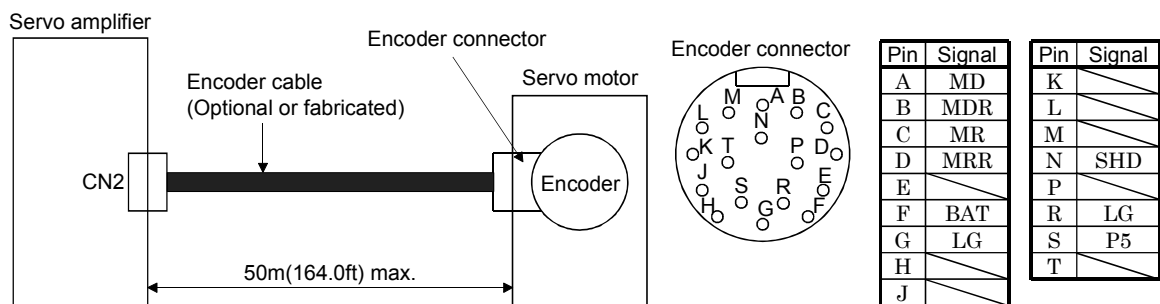 Servo amplifier
CN2
Encoder cable
(Optional or fabricated)
Encoder connector
Servo motor
Encoder
50m(164.0ft) max.
Encoder connector
M A B
L N C
K T P D
J S R E
H G F
Pin Signal
A MD
B MDR
C MR
D MRR
E
F BAT
G LG
H
J
Pin Signal
K
L
M
N SHD
P
R LG
S P5
T